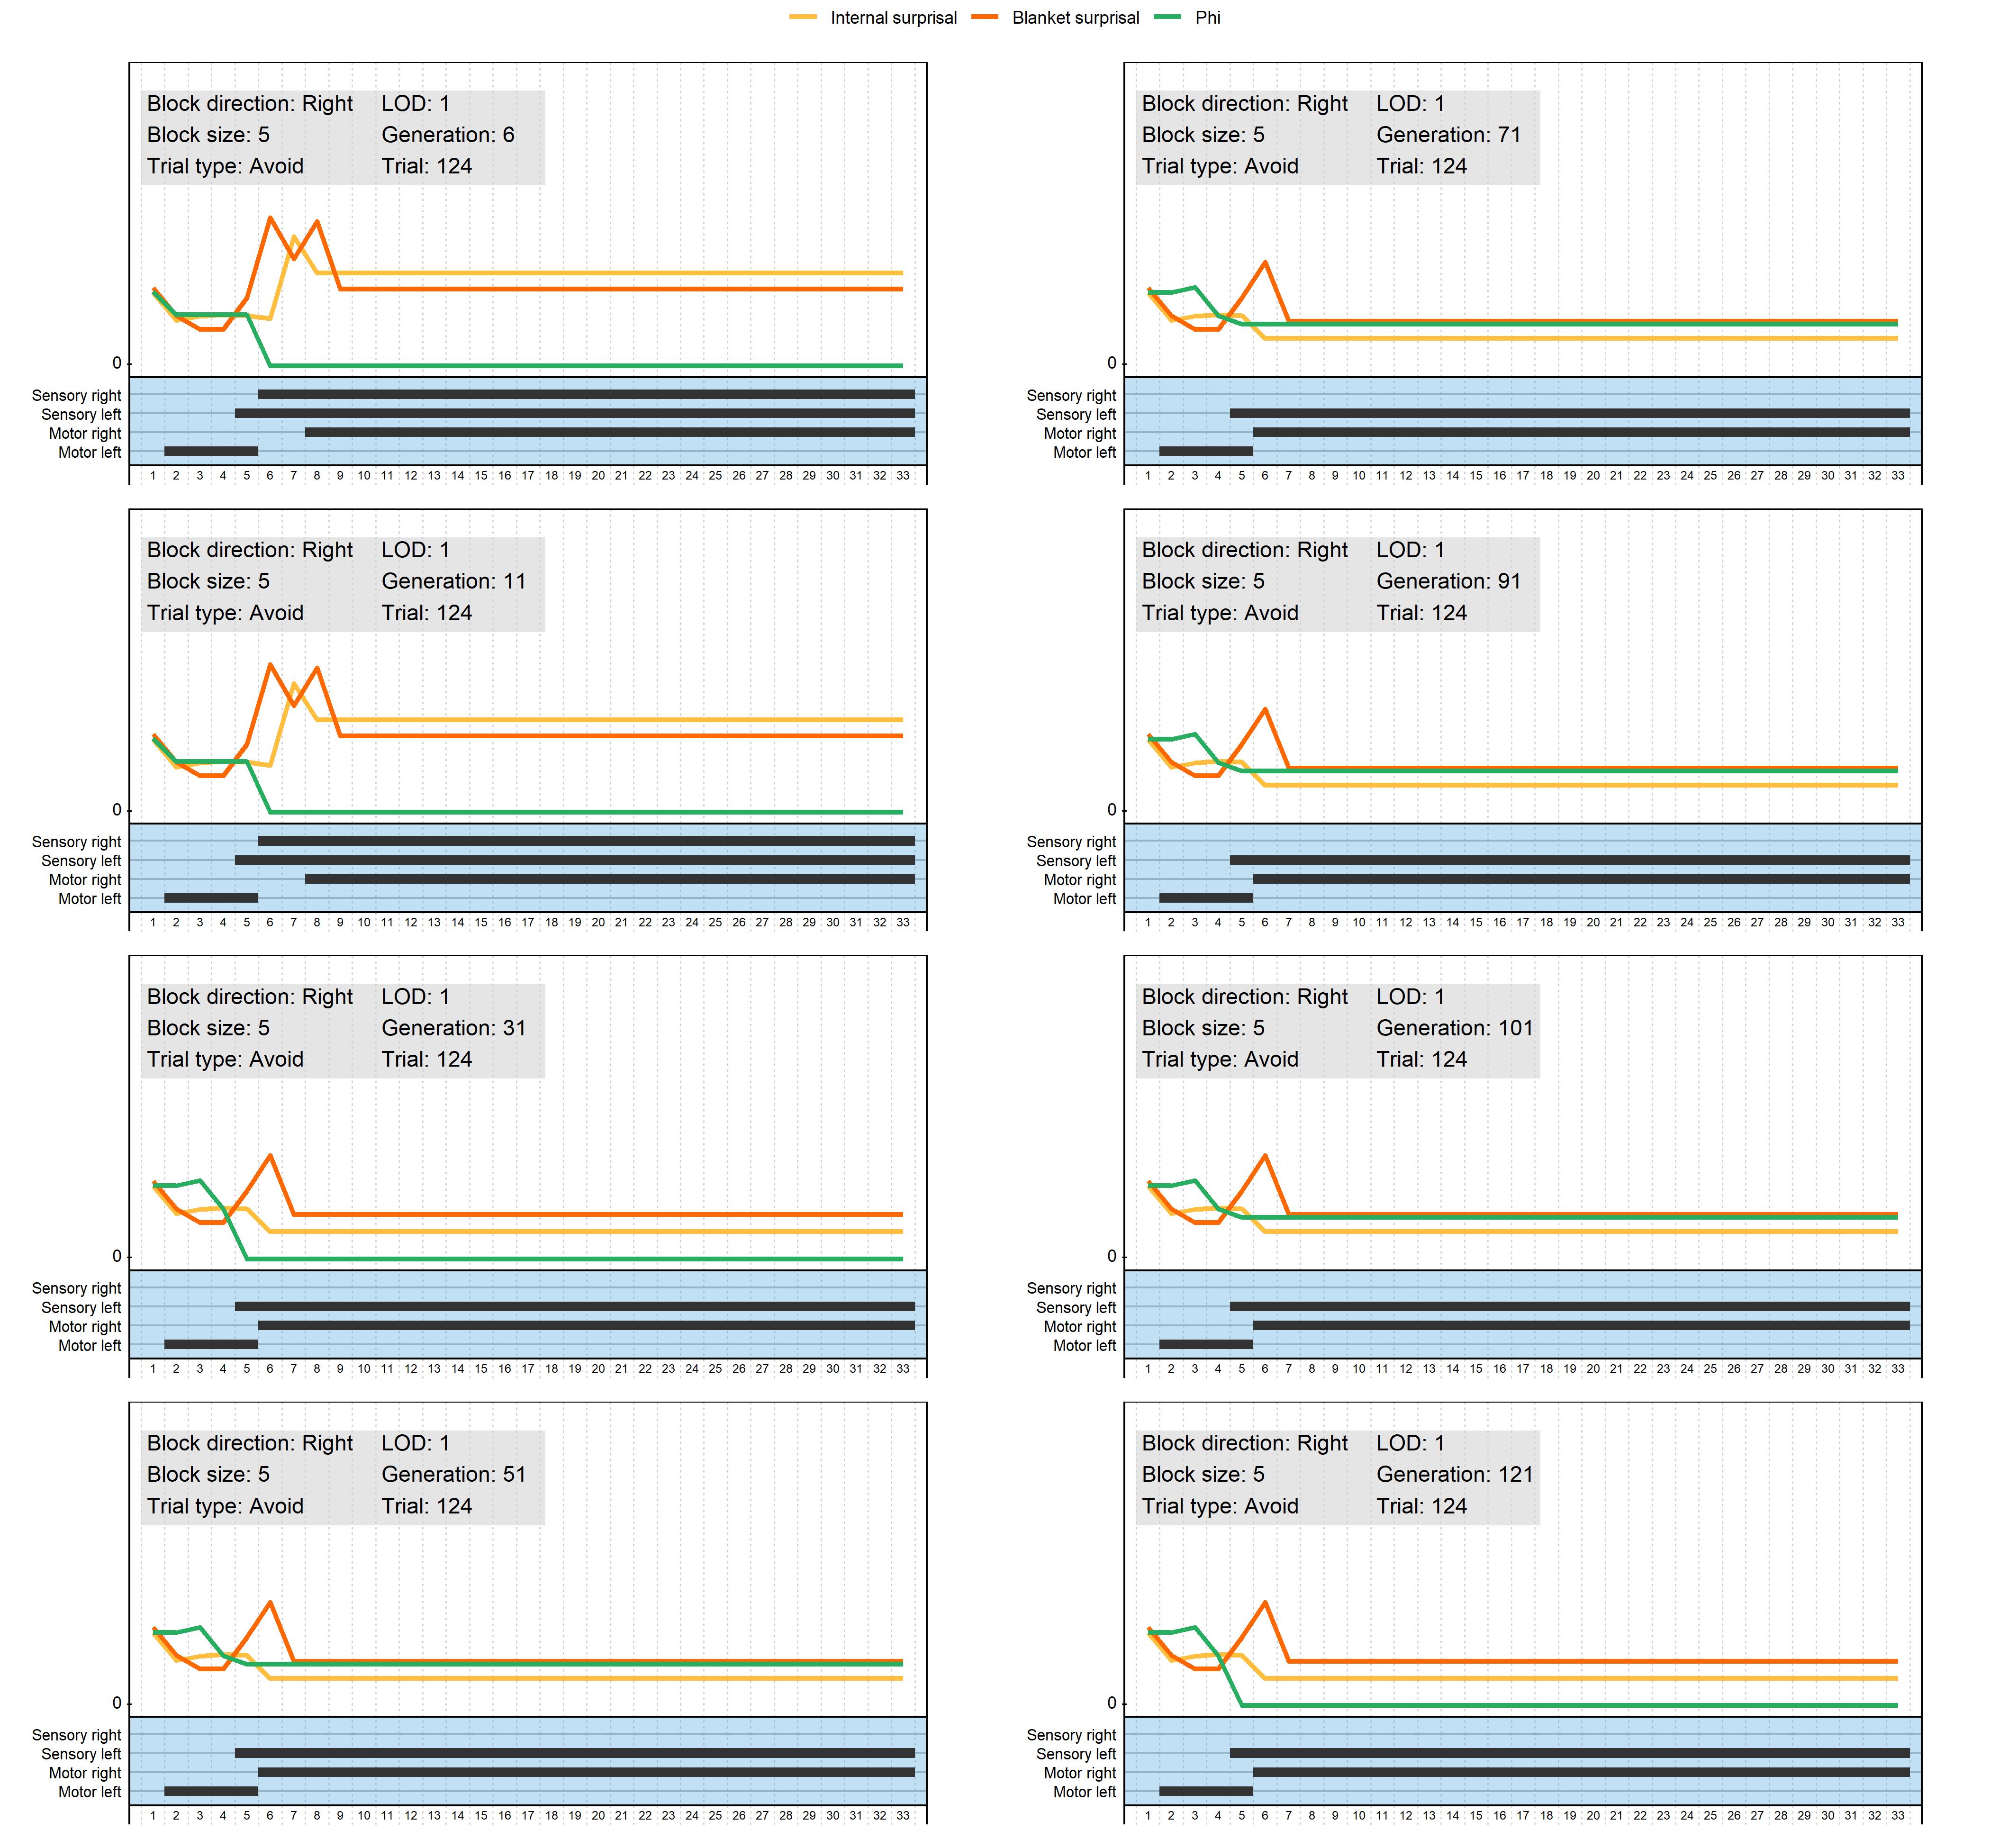 Internal surprisal Blanket surprisal Phi
Block direction: Right LOD: 1
Block size: 5 Generation: 6
Trial type: Avoid Trial: 124
0
Sensory right
Sensory left
Motor right
Motor left
1 2 3 4 5 6 7 8 9 10 11 12 13 14 15 16 17 18 19 20 21 22 23 24 25 26 27 28 29 30 31 32 33
Block direction: Right LOD: 1
Block size: 5 Generation: 71
Trial type: Avoid Trial: 124
0
Sensory right
Sensory left
Motor right
Motor left
1 2 3 4 5 6 7 8 9 10 11 12 13 14 15 16 17 18 19 20 21 22 23 24 25 26 27 28 29 30 31 32 33
Block direction: Right LOD: 1
Block size: 5 Generation: 11
Trial type: Avoid Trial: 124
0
Sensory right
Sensory left
Motor right
Motor left
1 2 3 4 5 6 7 8 9 10 11 12 13 14 15 16 17 18 19 20 21 22 23 24 25 26 27 28 29 30 31 32 33
Block direction: Right LOD: 1
Block size: 5 Generation: 91
Trial type: Avoid Trial: 124
0
Sensory right
Sensory left
Motor right
Motor left
1 2 3 4 5 6 7 8 9 10 11 12 13 14 15 16 17 18 19 20 21 22 23 24 25 26 27 28 29 30 31 32 33
Block direction: Right LOD: 1
Block size: 5 Generation: 31
Trial type: Avoid Trial: 124
0
Sensory right
Sensory left
Motor right
Motor left
1 2 3 4 5 6 7 8 9 10 11 12 13 14 15 16 17 18 19 20 21 22 23 24 25 26 27 28 29 30 31 32 33
Block direction: Right LOD: 1
Block size: 5 Generation: 101
Trial type: Avoid Trial: 124
0
Sensory right
Sensory left
Motor right
Motor left
1 2 3 4 5 6 7 8 9 10 11 12 13 14 15 16 17 18 19 20 21 22 23 24 25 26 27 28 29 30 31 32 33
Block direction: Right LOD: 1
Block size: 5 Generation: 51
Trial type: Avoid Trial: 124
0
Sensory right
Sensory left
Motor right
Motor left
1 2 3 4 5 6 7 8 9 10 11 12 13 14 15 16 17 18 19 20 21 22 23 24 25 26 27 28 29 30 31 32 33
Block direction: Right LOD: 1
Block size: 5 Generation: 121
Trial type: Avoid Trial: 124
0
Sensory right
Sensory left
Motor right
Motor left
1 2 3 4 5 6 7 8 9 10 11 12 13 14 15 16 17 18 19 20 21 22 23 24 25 26 27 28 29 30 31 32 33